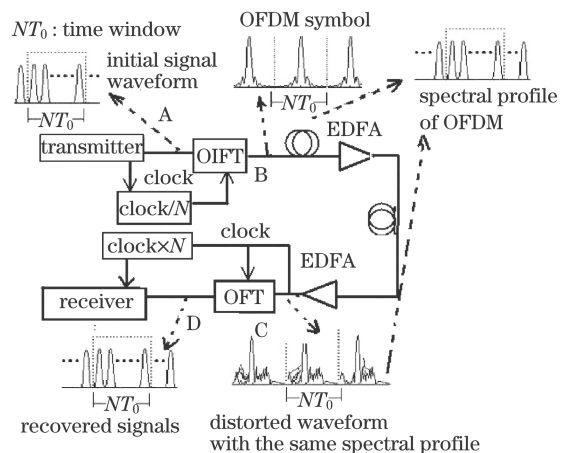 NT₀ : time window
initial signal
waveform
NT₀
A
OFDM symbol
NT₀
spectral profile
of OFDM
NT₀
transmitter
OIFT
B
EDFA
clock
clock/N
clock×N
clock
EDFA
receiver
OFT
D
C
NT₀
recovered signals
NT₀
distorted waveform
with the same spectral profile